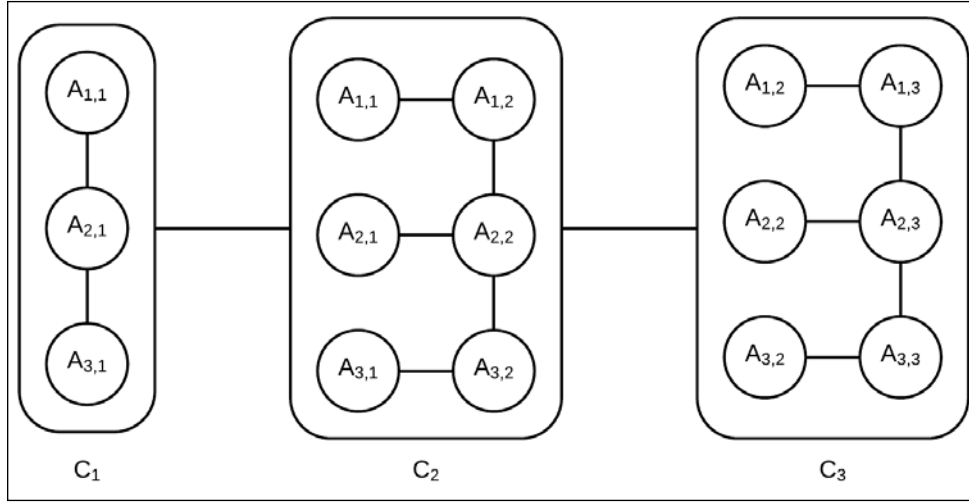 A1,1
A2,1
A3,1
C1
A1,1 A1,2
A2,1 A2,2
A3,1 A3,2
C2
A1,2 A1,3
A2,2 A2,3
A3,2 A3,3
C3